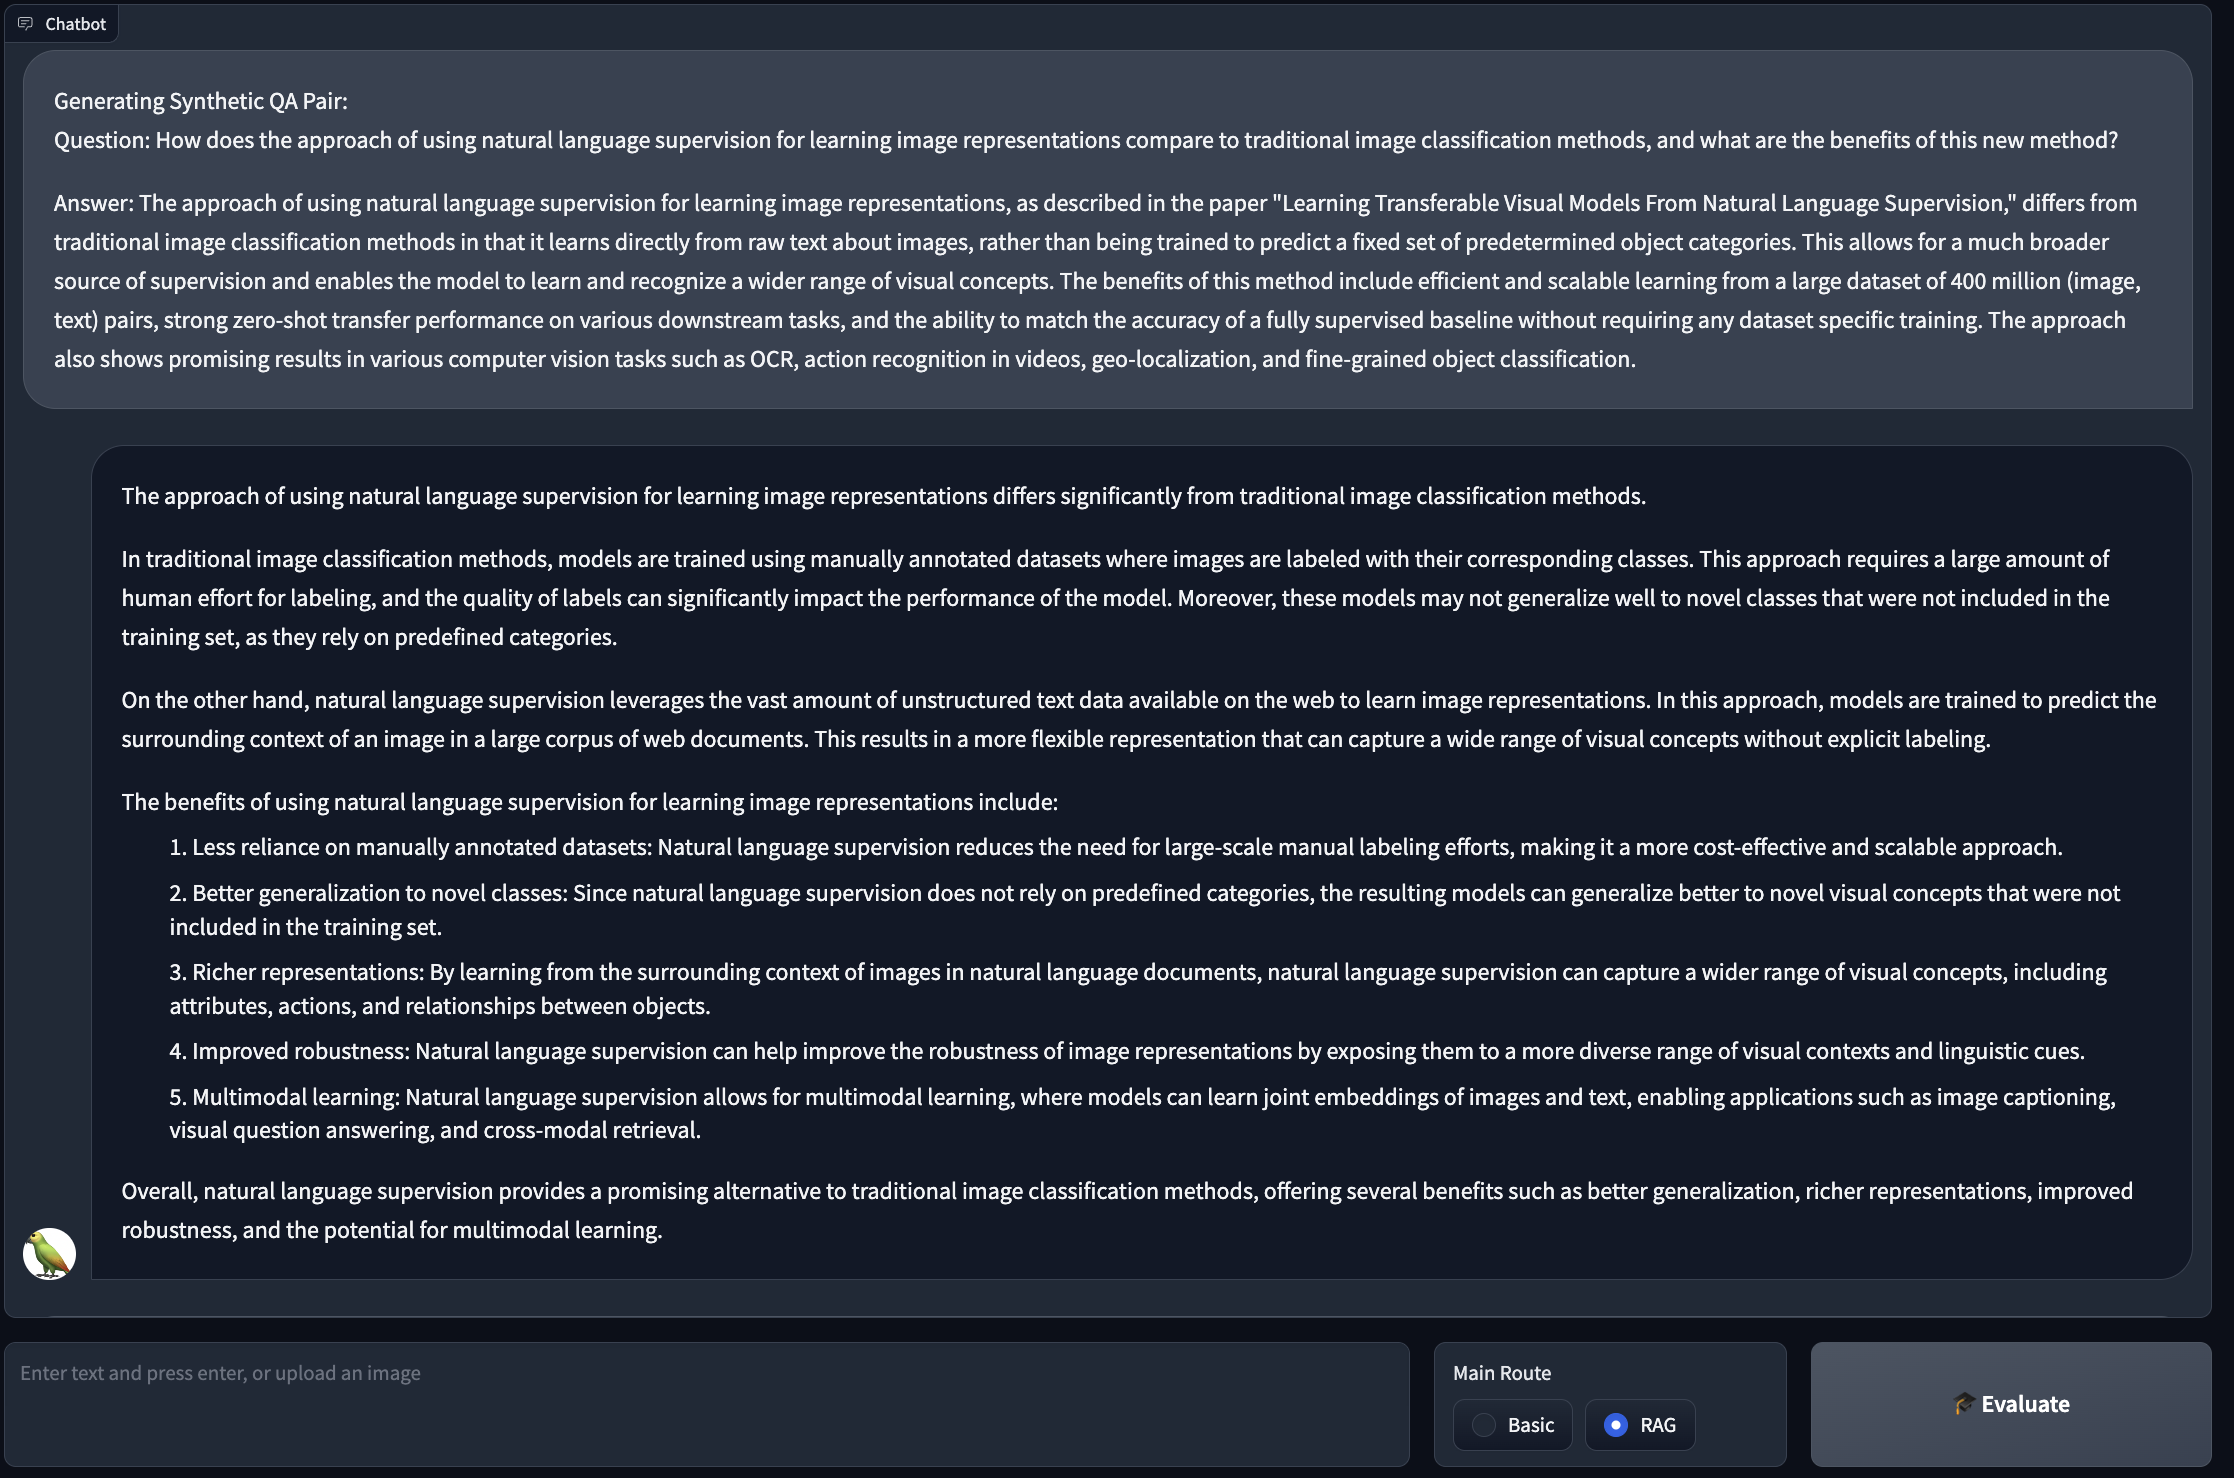 Chatbot
Generating Synthetic QA Pair:
Question: How does the approach of using natural language supervision for learning image representations compare to traditional image classification methods, and what are the benefits of this new method?
Answer: The approach of using natural language supervision for learning image representations, as described in the paper "Learning Transferable Visual Models From Natural Language Supervision," differs from
traditional image classification methods in that it learns directly from raw text about images, rather than being trained to predict a fixed set of predetermined object categories. This allows for a much broader
source of supervision and enables the model to learn and recognize a wider range of visual concepts. The benefits of this method include efficient and scalable learning from a large dataset of 400 million (image,
text) pairs, strong zero-shot transfer performance on various downstream tasks, and the ability to match the accuracy of a fully supervised baseline without requiring any dataset specific training. The approach
also shows promising results in various computer vision tasks such as OCR, action recognition in videos, geo-localization, and fine-grained object classification.
The approach of using natural language supervision for learning image representations differs significantly from traditional image classification methods.
In traditional image classification methods, models are trained using manually annotated datasets where images are labeled with their corresponding classes. This approach requires a large amount of
human effort for labeling, and the quality of labels can significantly impact the performance of the model. Moreover, these models may not generalize well to novel classes that were not included in the
training set, as they rely on predefined categories.
On the other hand, natural language supervision leverages the vast amount of unstructured text data available on the web to learn image representations. In this approach, models are trained to predict the
surrounding context of an image in a large corpus of web documents. This results in a more flexible representation that can capture a wide range of visual concepts without explicit labeling.
The benefits of using natural language supervision for learning image representations include:
1. Less reliance on manually annotated datasets: Natural language supervision reduces the need for large-scale manual labeling efforts, making it a more cost-effective and scalable approach.
2. Better generalization to novel classes: Since natural language supervision does not rely on predefined categories, the resulting models can generalize better to novel visual concepts that were not
included in the training set.
3. Richer representations: By learning from the surrounding context of images in natural language documents, natural language supervision can capture a wider range of visual concepts, including
attributes, actions, and relationships between objects.
4. Improved robustness: Natural language supervision can help improve the robustness of image representations by exposing them to a more diverse range of visual contexts and linguistic cues.
5. Multimodal learning: Natural language supervision allows for multimodal learning, where models can learn joint embeddings of images and text, enabling applications such as image captioning,
visual question answering, and cross-modal retrieval.
Overall, natural language supervision provides a promising alternative to traditional image classification methods, offering several benefits such as better generalization, richer representations, improved
robustness, and the potential for multimodal learning.
Enter text and press enter, or upload an image
Main Route
Basic
RAG
🎓Evaluate